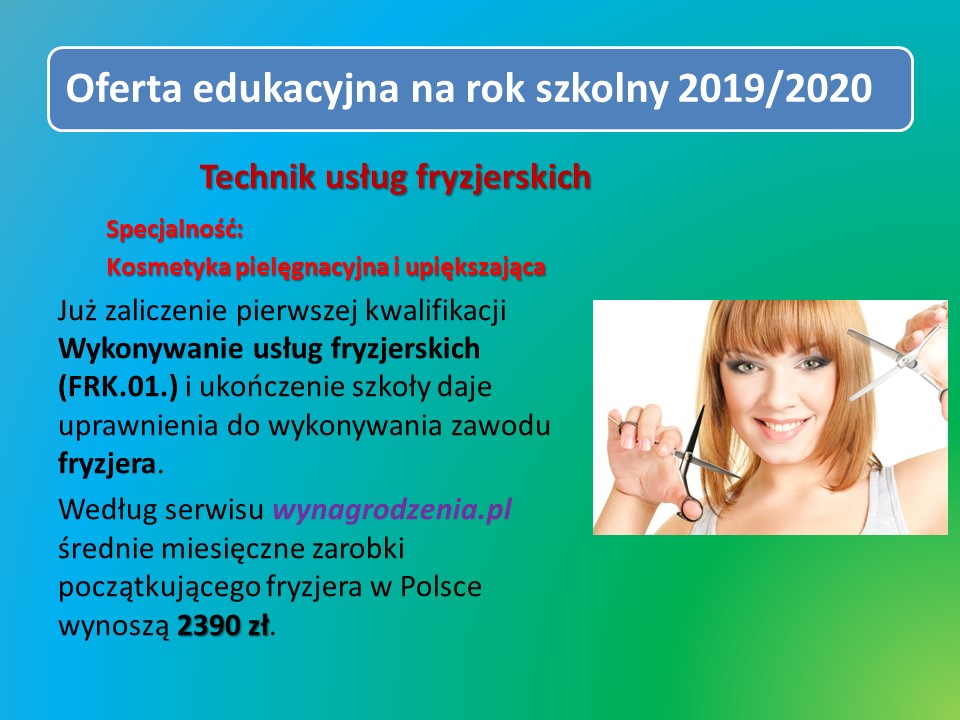 Oferta edukacyjna na rok szkolny 2019/2020
Technik usług fryzjerskich
Specjalność:
Kosmetyka pielęgnacyjna i upiększająca
Już zaliczenie pierwszej kwalifikacji
Wykonywanie usług fryzjerskich
(FRK.01.) i ukończenie szkoły daje
uprawnienia do wykonywania zawodu
fryzjera.
Według serwisu wynagrodzenia.pl
średnie miesięczne zarobki
początkującego fryzjera w Polsce
wynoszą 2390 zł.